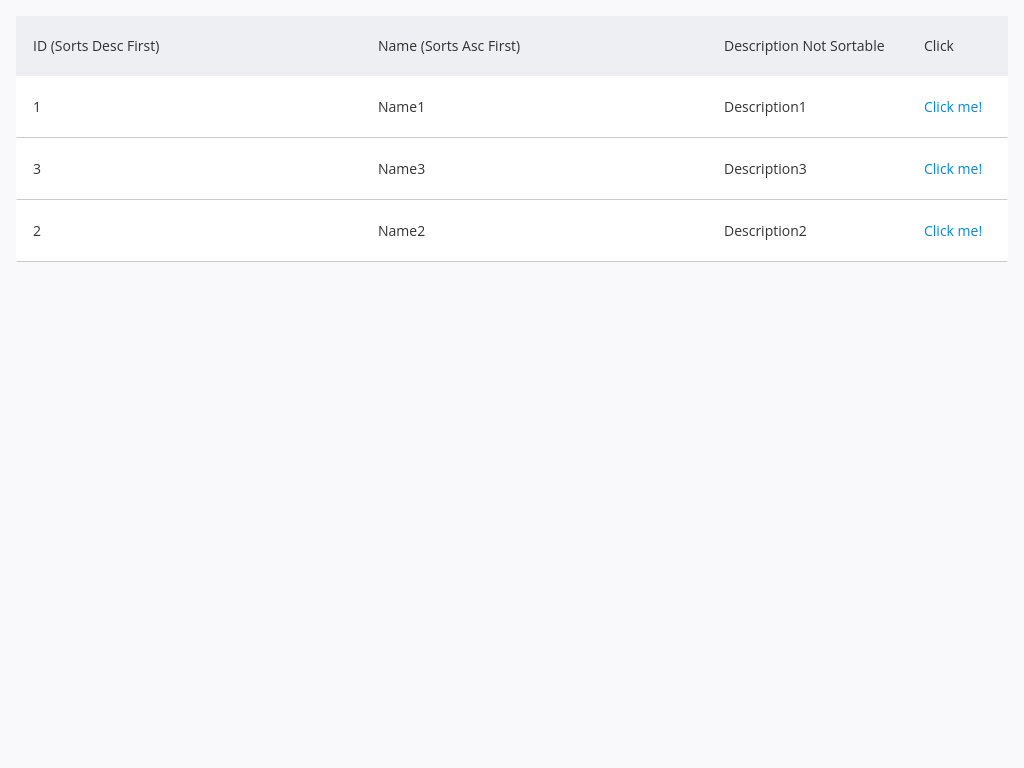 ID (Sorts Desc First) Name (Sorts Asc First) Description Not Sortable Click
1 Name1 Description1 Click me!
3 Name3 Description3 Click me!
2 Name2 Description2 Click me!